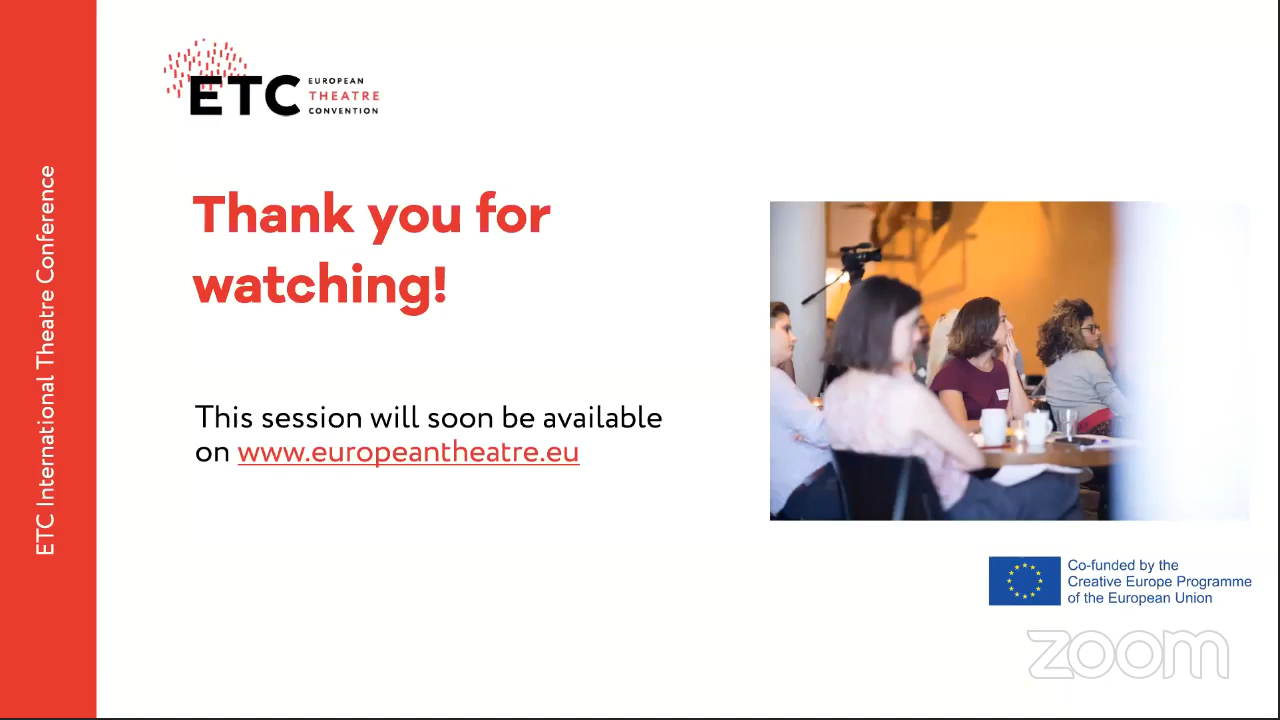 ETC
EUROPEAN
THEATRE
CONVENTION
Thank you for
watching!
This session will soon be available
on www.europeantheatre.eu
ETC International Theatre Conference
Co-funded by the
Creative Europe Programme
of the European Union
zoom